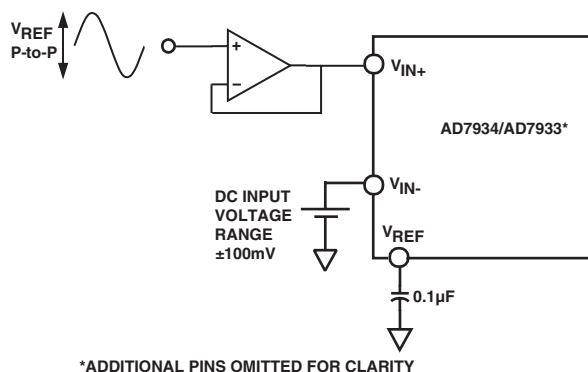 VREF
P-to-P
+
−
VIN+
AD7934/AD7933*
VIN-
DC INPUT
VOLTAGE
RANGE
±100mV
VREF
0.1µF
*ADDITIONAL PINS OMITTED FOR CLARITY